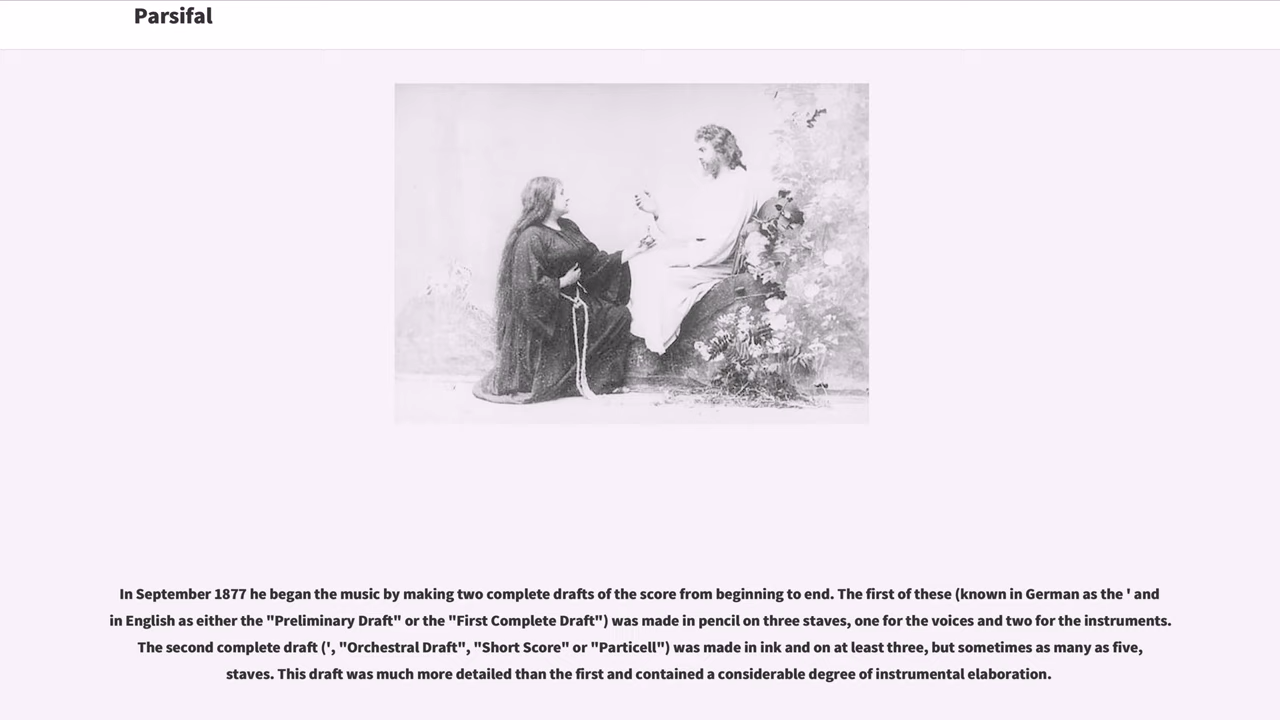 Parsifal
In September 1877 he began the music by making two complete drafts of the score from beginning to end. The first of these (known in German as the ' and
in English as either the "Preliminary Draft" or the "First Complete Draft") was made in pencil on three staves, one for the voices and two for the instruments.
The second complete draft (', "Orchestral Draft", "Short Score" or "Particell") was made in ink and on at least three, but sometimes as many as five,
staves. This draft was much more detailed than the first and contained a considerable degree of instrumental elaboration.